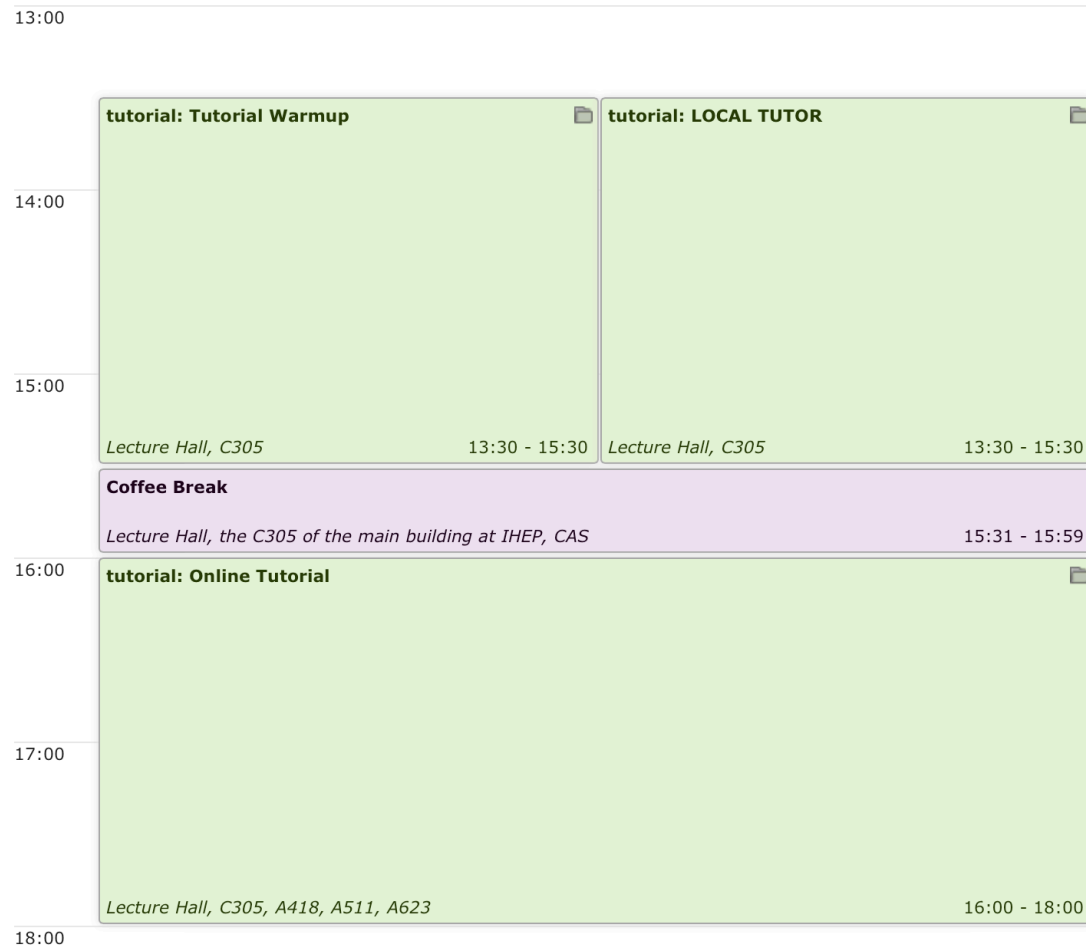 13:00
tutorial: Tutorial Warmup
tutorial: LOCAL TUTOR
14:00
15:00
Lecture Hall, C305 13:30 - 15:30
Lecture Hall, C305 13:30 - 15:30
Coffee Break
Lecture Hall, the C305 of the main building at IHEP, CAS 15:31 - 15:59
16:00
tutorial: Online Tutorial
17:00
Lecture Hall, C305, A418, A511, A623 16:00 - 18:00
18:00